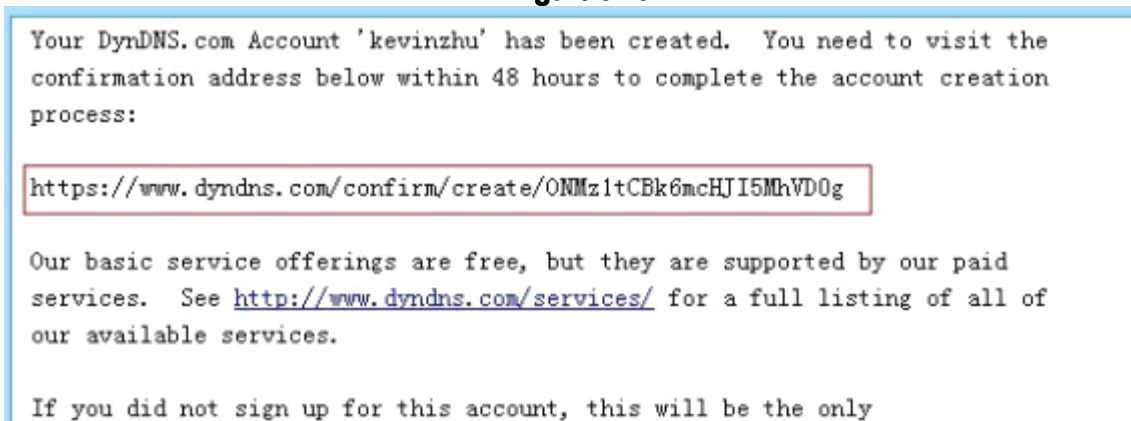 Your DynDNS.com Account 'kevinzhu' has been created.  You need to visit the
confirmation address below within 48 hours to complete the account creation
process:
https://www.dyndns.com/confirm/create/ONMz1tCBk6mcHJI5MhVD0g
Our basic service offerings are free, but they are supported by our paid
services.  See http://www.dyndns.com/services/ for a full listing of all of
our available services.
If you did not sign up for this account, this will be the only